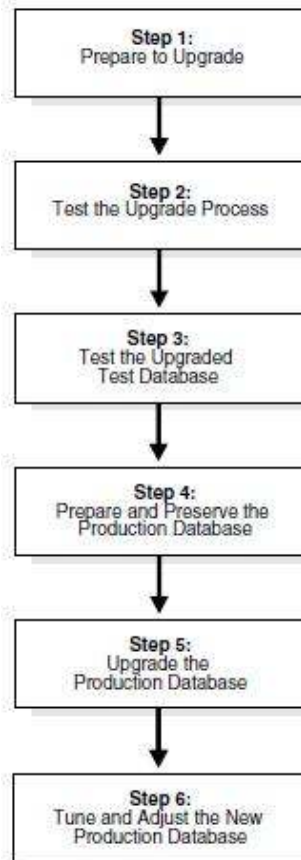 Step 1:
Prepare to Upgrade
Step 2:
Test the Upgrade Process
Step 3:
Test the Upgraded
Test Database
Step 4:
Prepare and Preserve the
Production Database
Step 5:
Upgrade the
Production Database
Step 6:
Tune and Adjust the New
Production Database